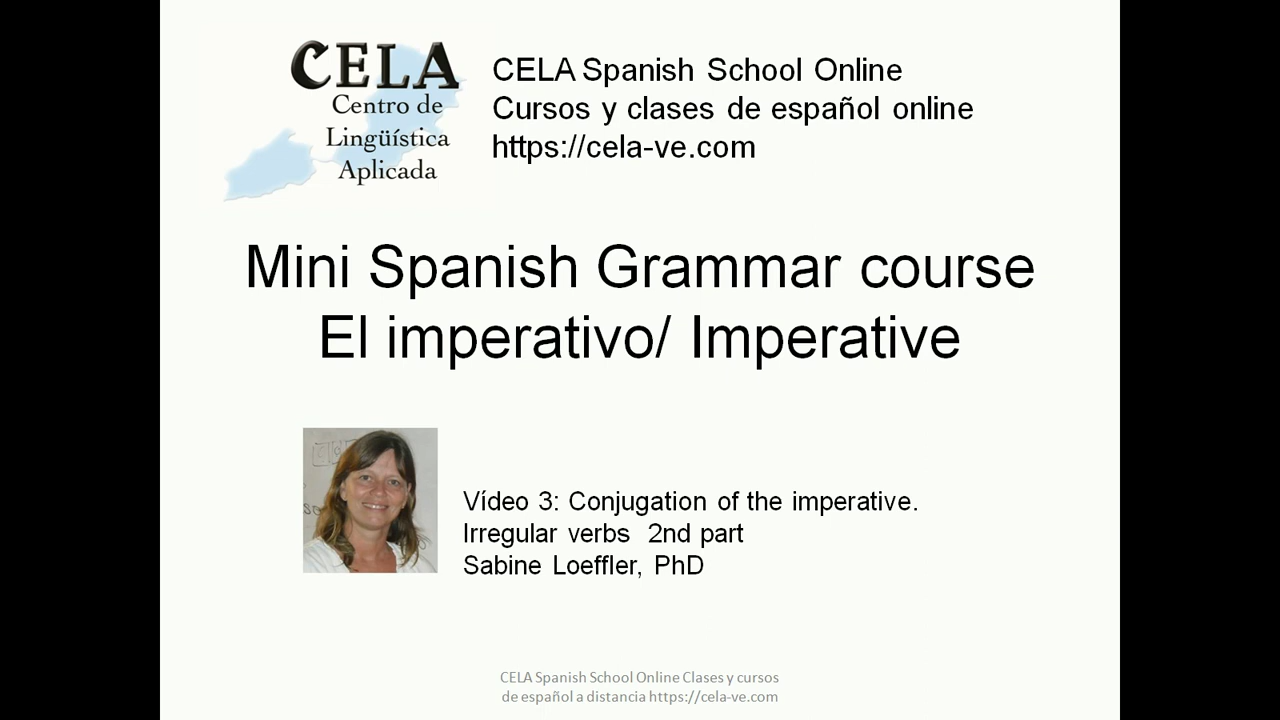 CELA
Centro de
Lingüística
Aplicada
CELA Spanish School Online
Cursos y clases de español online
https://cela-ve.com
Mini Spanish Grammar course
El imperativo/ Imperative
Vídeo 3: Conjugation of the imperative.
Irregular verbs 2nd part
Sabine Loeffler, PhD
CELA Spanish School Online Clases y cursos
de español a distancia https://cela-ve.com